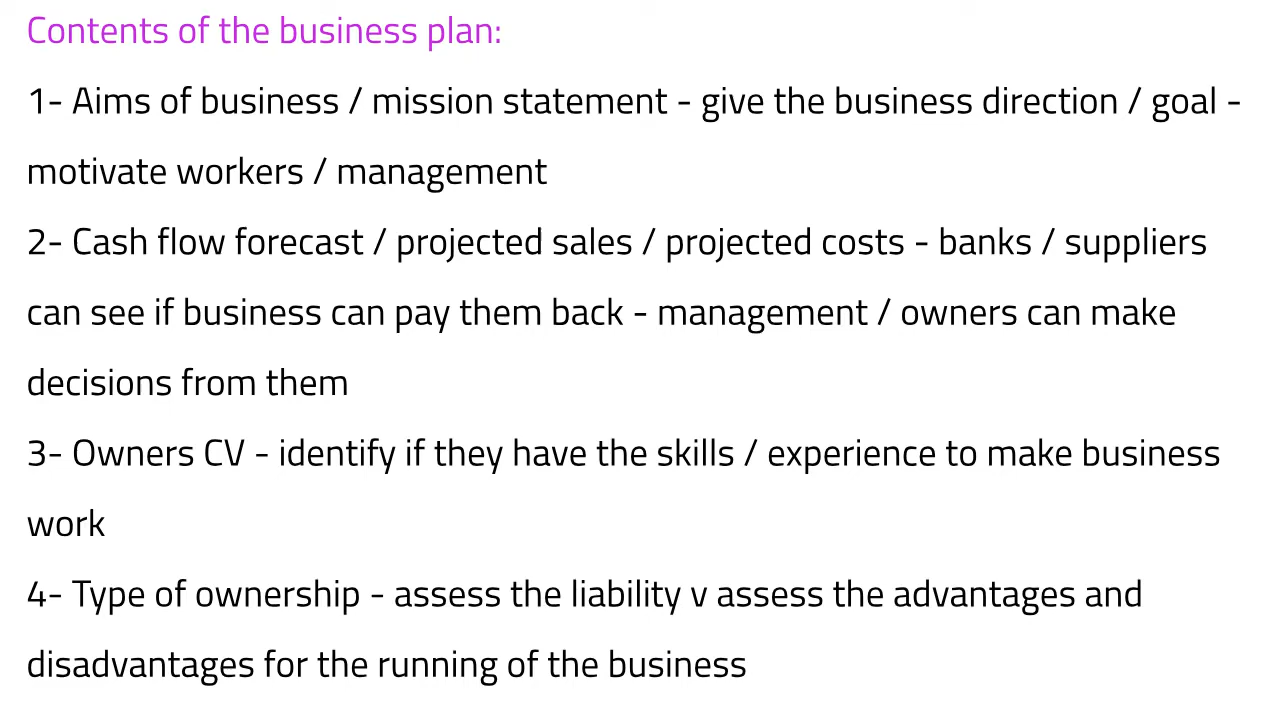 Contents of the business plan:
1- Aims of business / mission statement - give the business direction / goal -
motivate workers / management
2- Cash flow forecast / projected sales / projected costs - banks / suppliers
can see if business can pay them back - management / owners can make
decisions from them
3- Owners CV - identify if they have the skills / experience to make business
work
4- Type of ownership - assess the liability v assess the advantages and
disadvantages for the running of the business